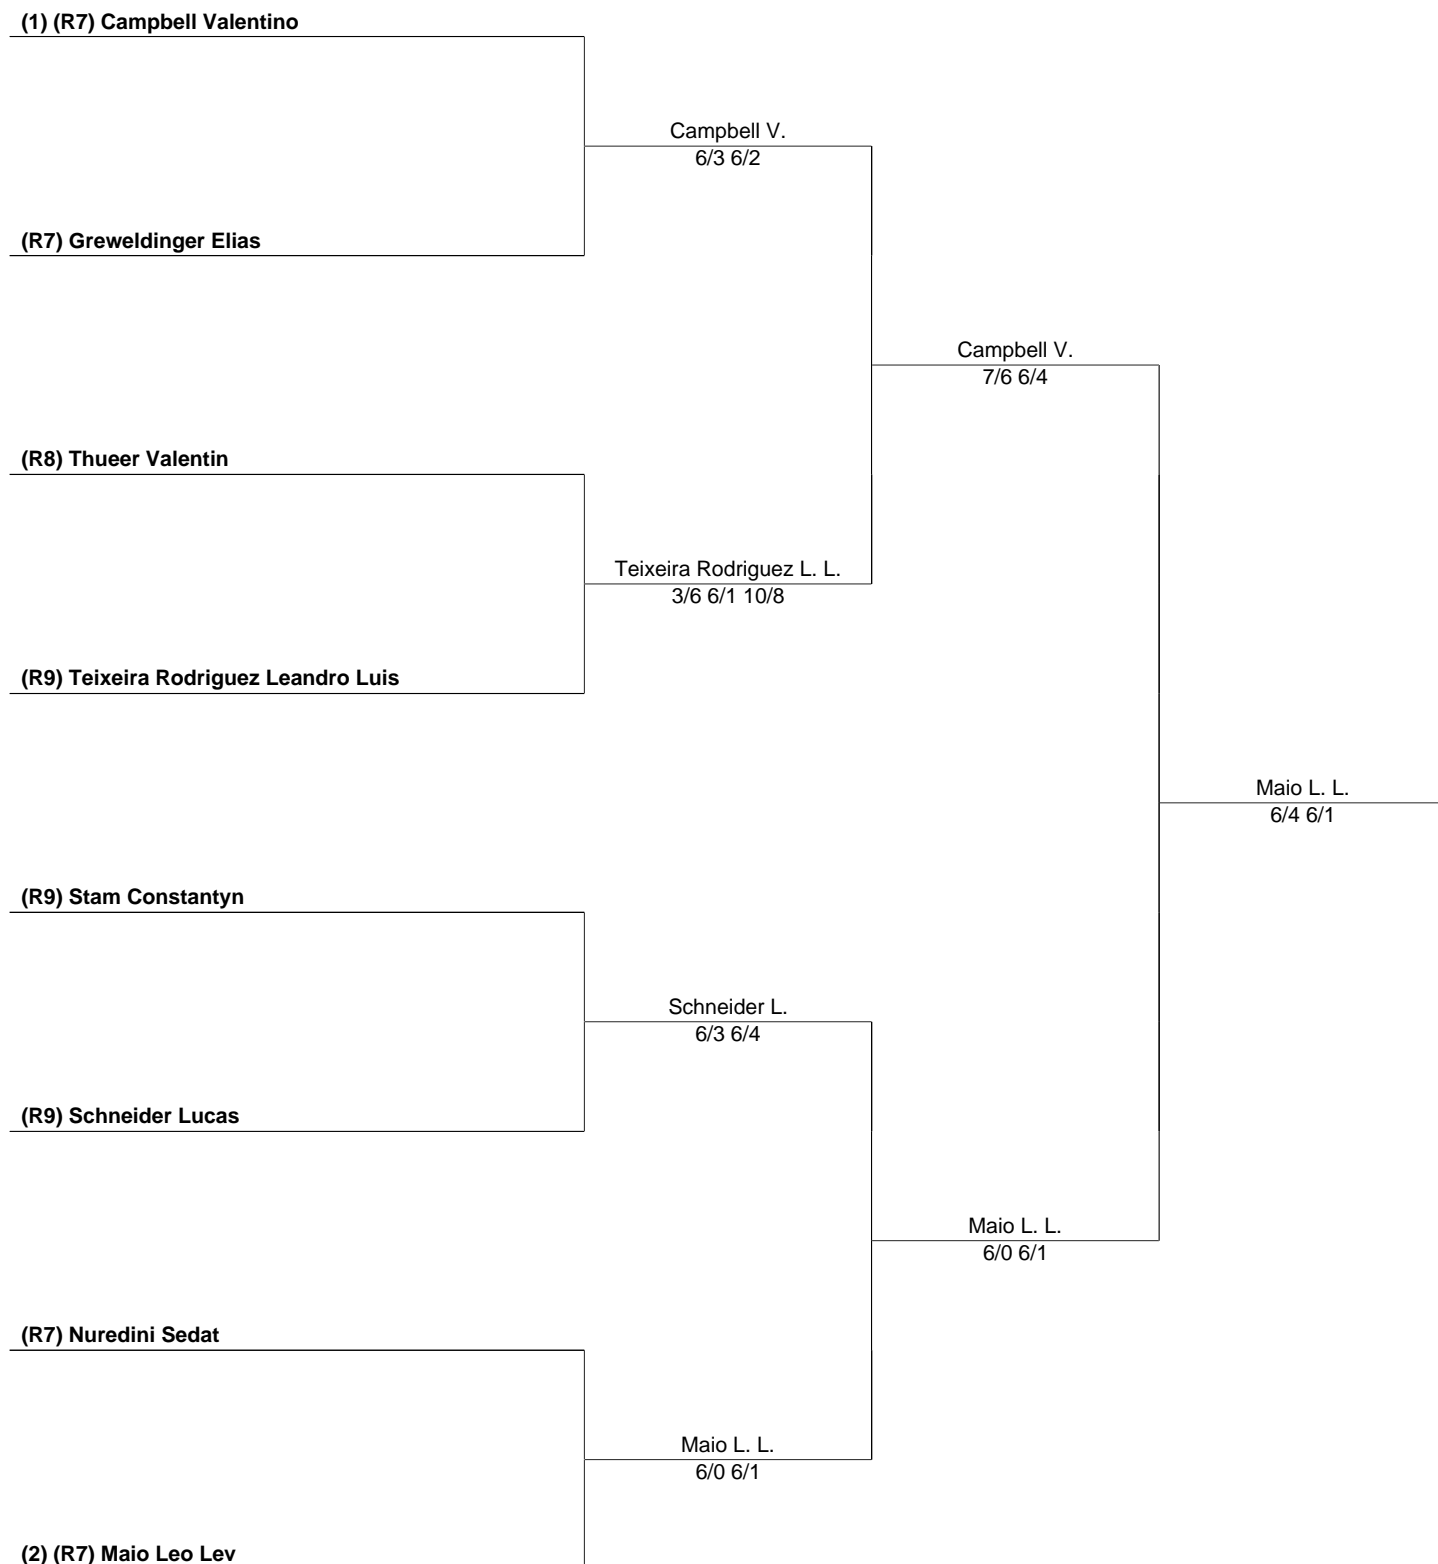 (1) (R7) Campbell Valentino
Campbell V.
6/3 6/2
(R7) Greweldinger Elias
Campbell V.
7/6 6/4
(R8) Thueer Valentin
Teixeira Rodriguez L. L.
3/6 6/1 10/8
(R9) Teixeira Rodriguez Leandro Luis
Maio L. L.
6/4 6/1
(R9) Stam Constantyn
Schneider L.
6/3 6/4
(R9) Schneider Lucas
Maio L. L.
6/0 6/1
(R7) Nuredini Sedat
Maio L. L.
6/0 6/1
(2) (R7) Maio Leo Lev